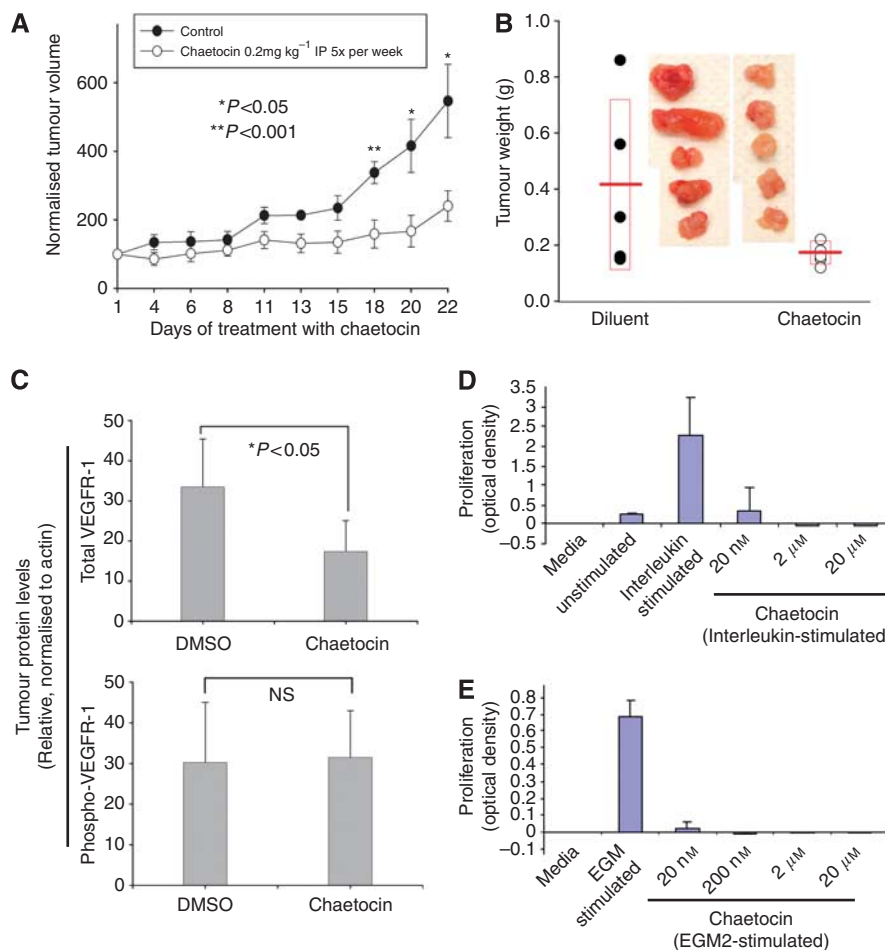 A
Control
Chaetocin 0.2mg kg⁻¹ IP 5x per week
Normalised tumour volume
600
400
200
0
*P<0.05
**P<0.001
**
*
*
1 4 6 8 11 13 15 18 20 22
Days of treatment with chaetocin
B
Tumour weight (g)
1.0
0.8
0.6
0.4
0.2
0.0
Diluent Chaetocin
C
Tumour protein levels
(Relative, normalised to actin)
Total VEGFR-1
50
40
30
20
10
0
*P<0.05
DMSO Chaetocin
Phospho-VEGFR-1
50
40
30
20
10
0
NS
DMSO Chaetocin
D
Proliferation
(optical density)
3.5
3
2.5
2
1.5
1
0.5
0
–0.5
Media
unstimulated
Interleukin
stimulated
20 nM
2 μM
20 μM
Chaetocin
(Interleukin-stimulated
E
Proliferation
(optical density)
0.8
0.7
0.6
0.5
0.4
0.3
0.2
0.1
0
–0.1
Media
EGM
stimulated
20 nM
200 nM
2 μM
20 μM
Chaetocin
(EGM2-stimulated)